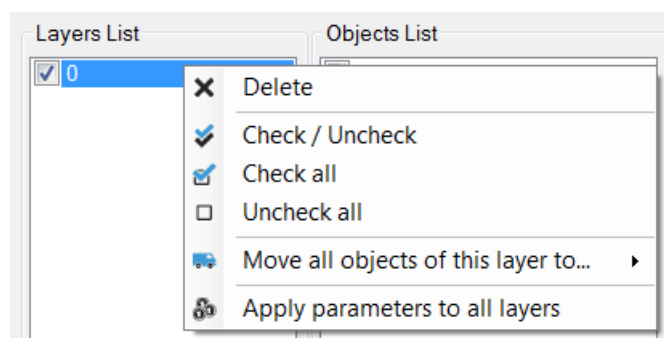 Layers List
Objects List
0
Delete
Check / Uncheck
Check all
Uncheck all
Move all objects of this layer to...
Apply parameters to all layers